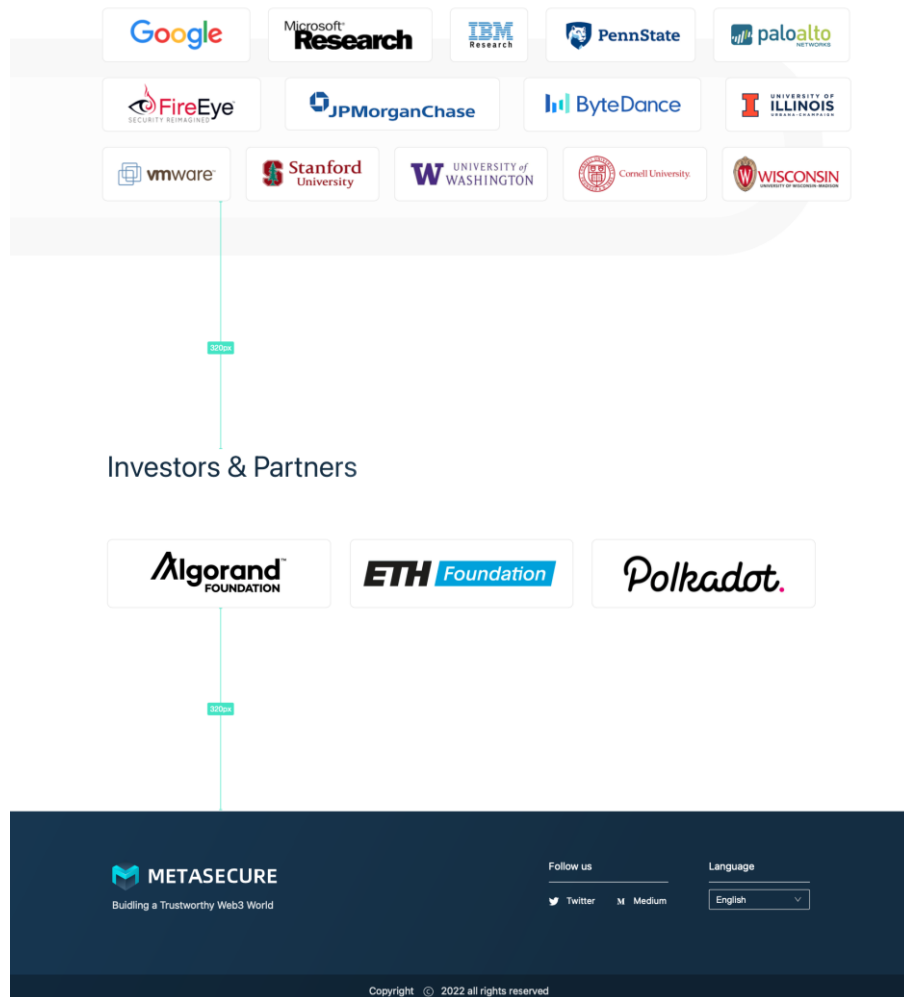 Google
Microsoft®
Research
IBM
Research
PennState
paloalto
NETWORKS
FireEye™
SECURITY REIMAGINED
JPMorganChase
ByteDance
I
UNIVERSITY OF
ILLINOIS
URBANA-CHAMPAIGN
vmware
S
Stanford
University
W
UNIVERSITY of
WASHINGTON
Cornell University
W
WISCONSIN
UNIVERSITY OF WISCONSIN-MADISON
320px
Investors & Partners
Algorand™
FOUNDATION
ETH Foundation
Polkadot.
320px
METASECURE
Buidling a Trustworthy Web3 World
Follow us
Twitter
M Medium
Language
English
Copyright © 2022 all rights reserved